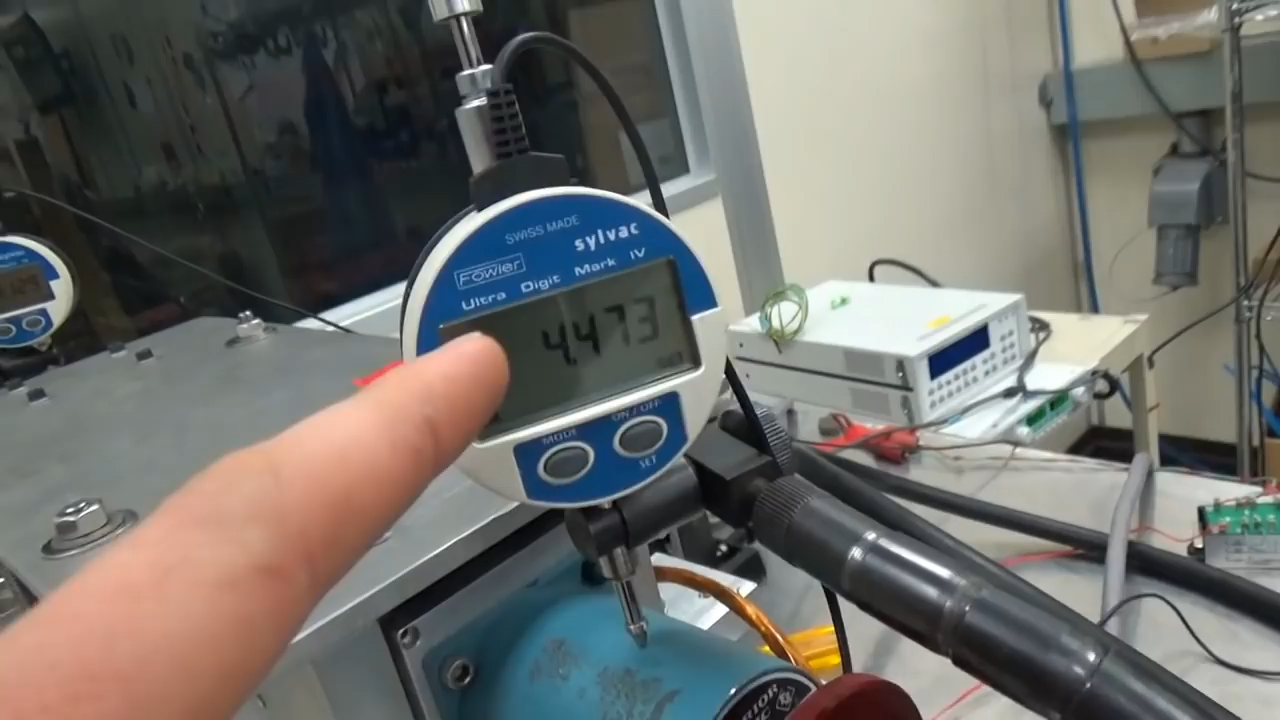 SWISS MADE
sylvac
Fowler
Ultra Digit Mark IV
4.473
MODE
ON / OFF
SET